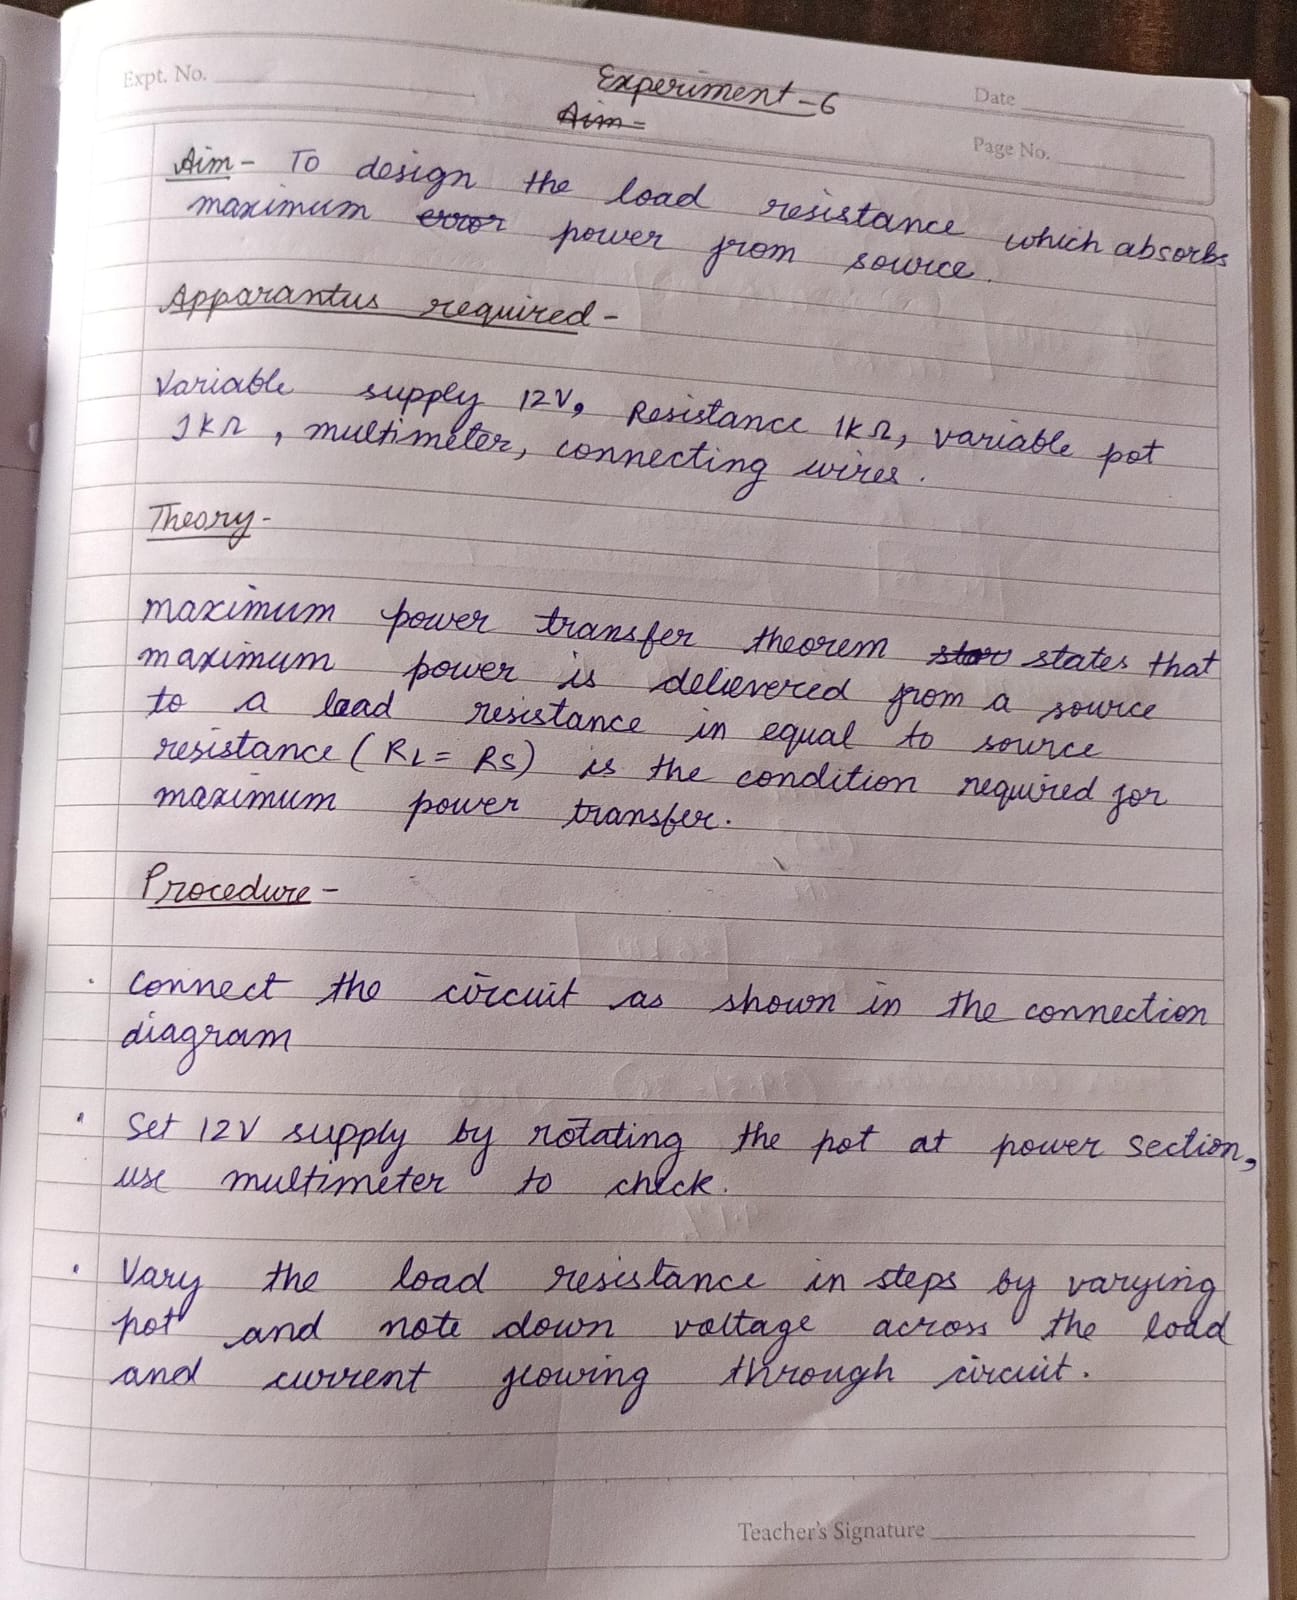 Expt. No.
Experiment-6
Date
Aim-
Page No.
Aim- To design the load resistance which absorbs
maximum error power from source.
Apparantus required-
Variable supply 12V, Resistance 1kΩ, variable pot
1kΩ, multimeter, connecting wires.
Theory-
maximum power transfer theorem states that
maximum power is delievered from a source
to a load resistance in equal to source
resistance (RL = RS) is the condition required for
maximum power transfer.
Procedure-
· Connect the circuit as shown in the connection
diagram
· Set 12V supply by rotating the pot at power section,
use multimeter to check.
· Vary the load resistance in steps by varying
pot and note down voltage across the load
and current flowing through circuit.
Teacher's Signature